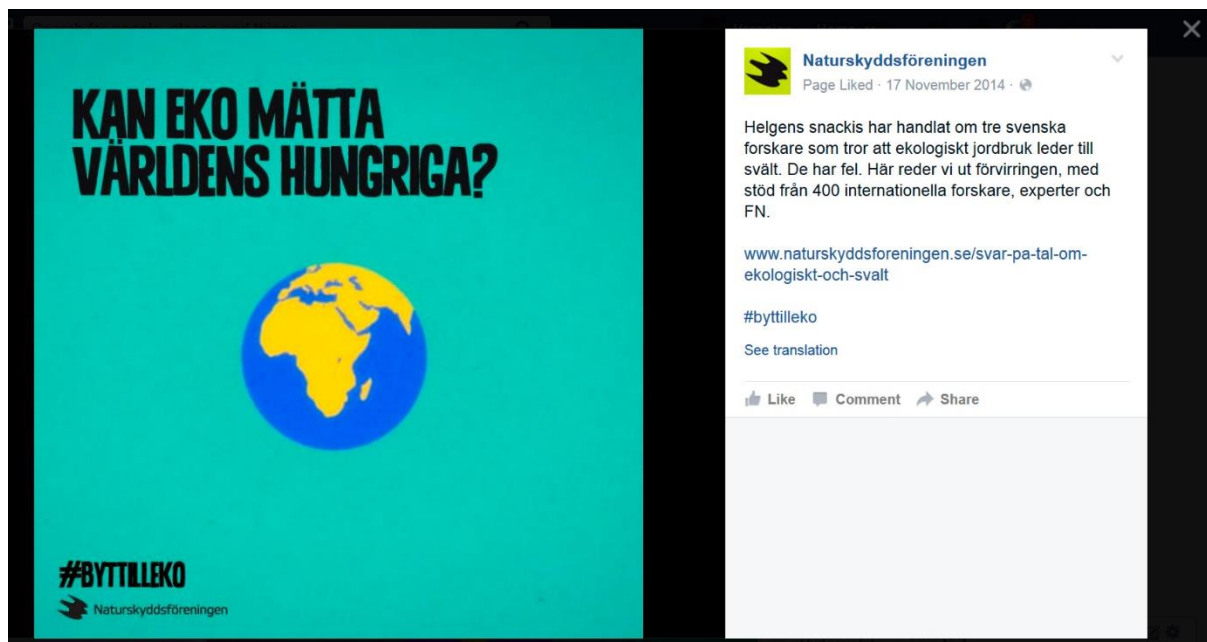 KAN EKO MÄTTA
VÄRLDENS HUNGRIGA?
#BYTTILLEKO
Naturskyddsföreningen
Naturskyddsföreningen
Page Liked · 17 November 2014 ·
Helgens snackis har handlat om tre svenska
forskare som tror att ekologiskt jordbruk leder till
svält. De har fel. Här reder vi ut förvirringen, med
stöd från 400 internationella forskare, experter och
FN.
www.naturskyddsforeningen.se/svar-pa-tal-om-
ekologiskt-och-svalt
#byttilleko
See translation
Like Comment Share